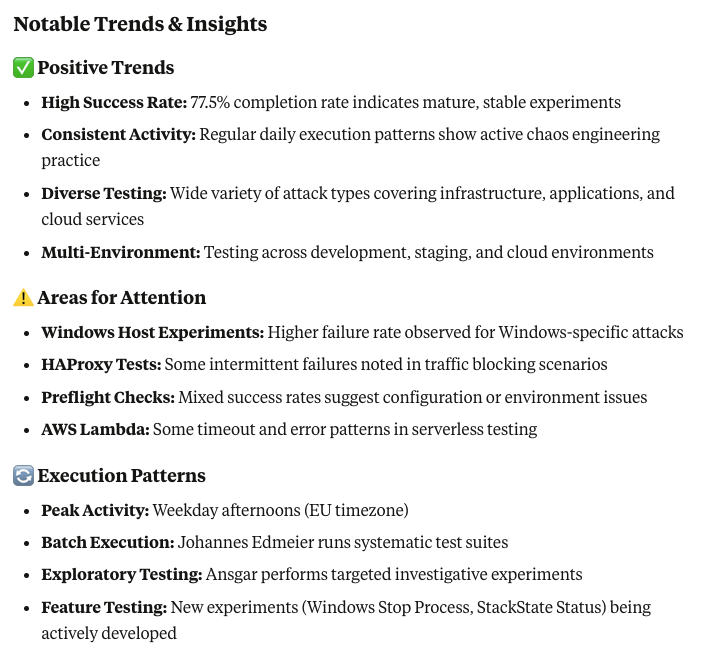 Notable Trends & Insights
✅ Positive Trends
• High Success Rate: 77.5% completion rate indicates mature, stable experiments
• Consistent Activity: Regular daily execution patterns show active chaos engineering
practice
• Diverse Testing: Wide variety of attack types covering infrastructure, applications, and
cloud services
• Multi-Environment: Testing across development, staging, and cloud environments
⚠️ Areas for Attention
• Windows Host Experiments: Higher failure rate observed for Windows-specific attacks
• HAProxy Tests: Some intermittent failures noted in traffic blocking scenarios
• Preflight Checks: Mixed success rates suggest configuration or environment issues
• AWS Lambda: Some timeout and error patterns in serverless testing
🔄 Execution Patterns
• Peak Activity: Weekday afternoons (EU timezone)
• Batch Execution: Johannes Edmeier runs systematic test suites
• Exploratory Testing: Ansgar performs targeted investigative experiments
• Feature Testing: New experiments (Windows Stop Process, StackState Status) being
actively developed